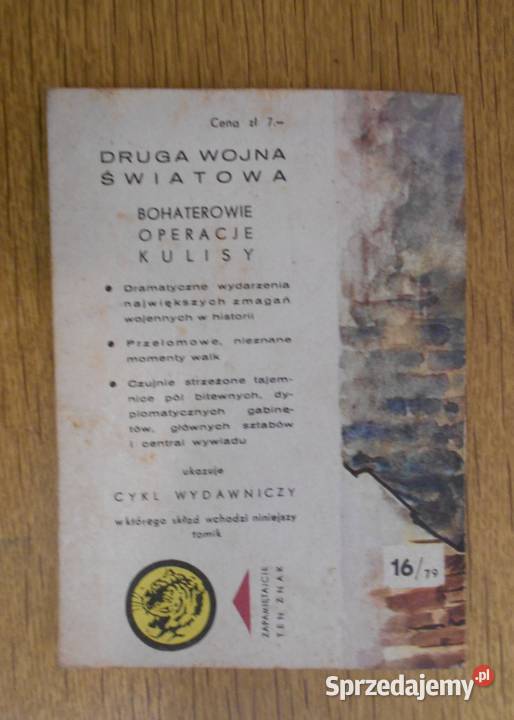 Cena zł 7.—
DRUGA WOJNA
ŚWIATOWA
BOHATEROWIE
OPERACJE
KULISY
• Dramatyczne wydarzenia
największych zmagań
wojennych w historii
• Przełomowe, nieznane
momenty walk
• Czujnie strzeżone tajem-
nice pól bitewnych, dy-
plomatycznych gabine-
tów, głównych sztabów
i central wywiadu
ukazuje
CYKL WYDAWNICZY
w którego skład wchodzi niniejszy
tomik
ZAPAMIĘTAJCIE
TEN ZNAK
16/79
Sprzedajemy.pl